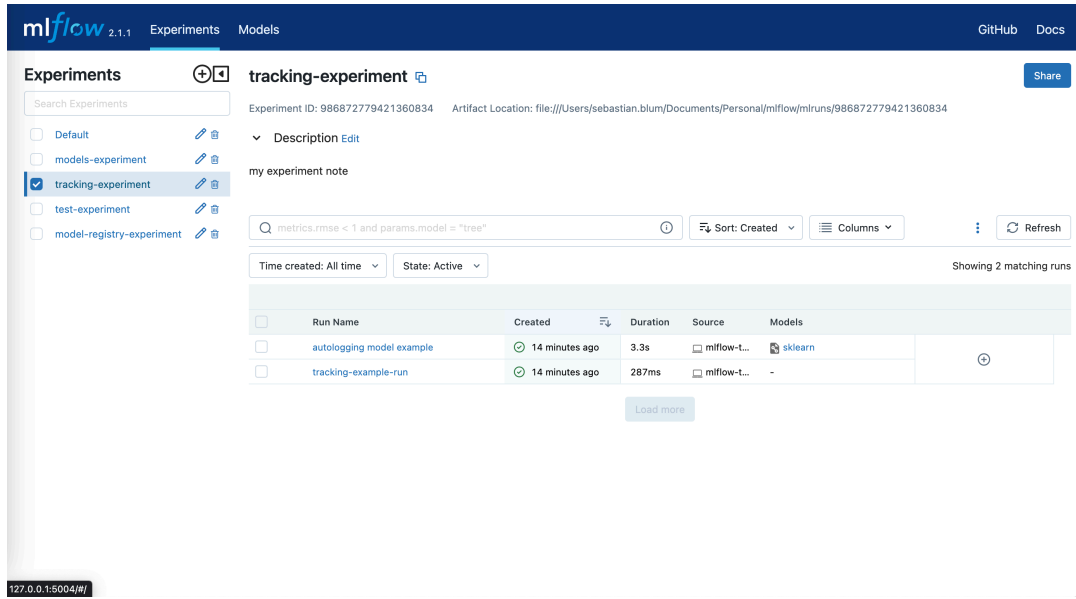 mlflow 2.1.1 Experiments Models GitHub Docs
Experiments
Search Experiments
Default
models-experiment
tracking-experiment
test-experiment
model-registry-experiment
tracking-experiment
Share
Experiment ID: 986872779421360834 Artifact Location: file:///Users/sebastian.blum/Documents/Personal/mlflow/mlruns/986872779421360834
Description Edit
my experiment note
metrics.rmse < 1 and params.model = "tree"
Sort: Created
Columns
Refresh
Time created: All time
State: Active
Showing 2 matching runs
Run Name Created Duration Source Models
autologging model example 14 minutes ago 3.3s mlflow-t... sklearn
tracking-example-run 14 minutes ago 287ms mlflow-t... -
Load more
127.0.0.1:5004/#/